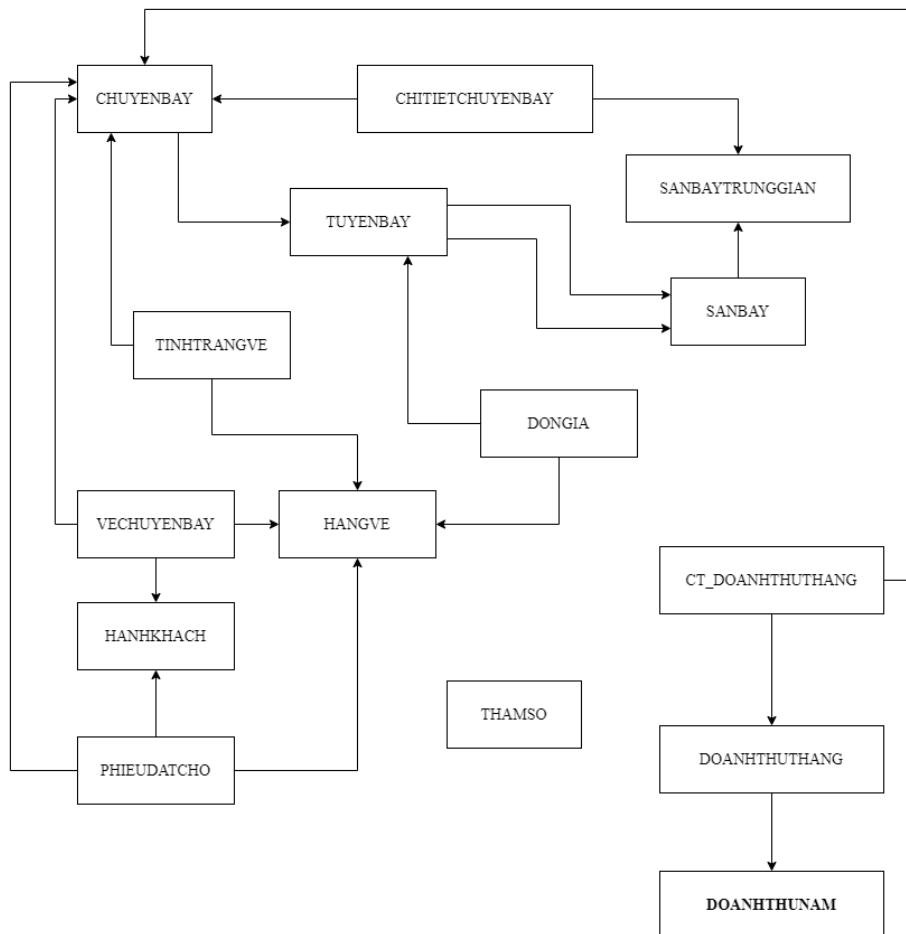 CHUYENBAY
CHITIETCHUYENBAY
SANBAYTRUNGGIAN
TUYENBAY
SANBAY
TINHTRANGVE
DONGIA
VECHUYENBAY
HANGVE
CT_DOANHTHUTHANG
HANHKHACH
THAMSO
PHIEUDATCHO
DOANHTHUTHANG
DOANHTHUNAM